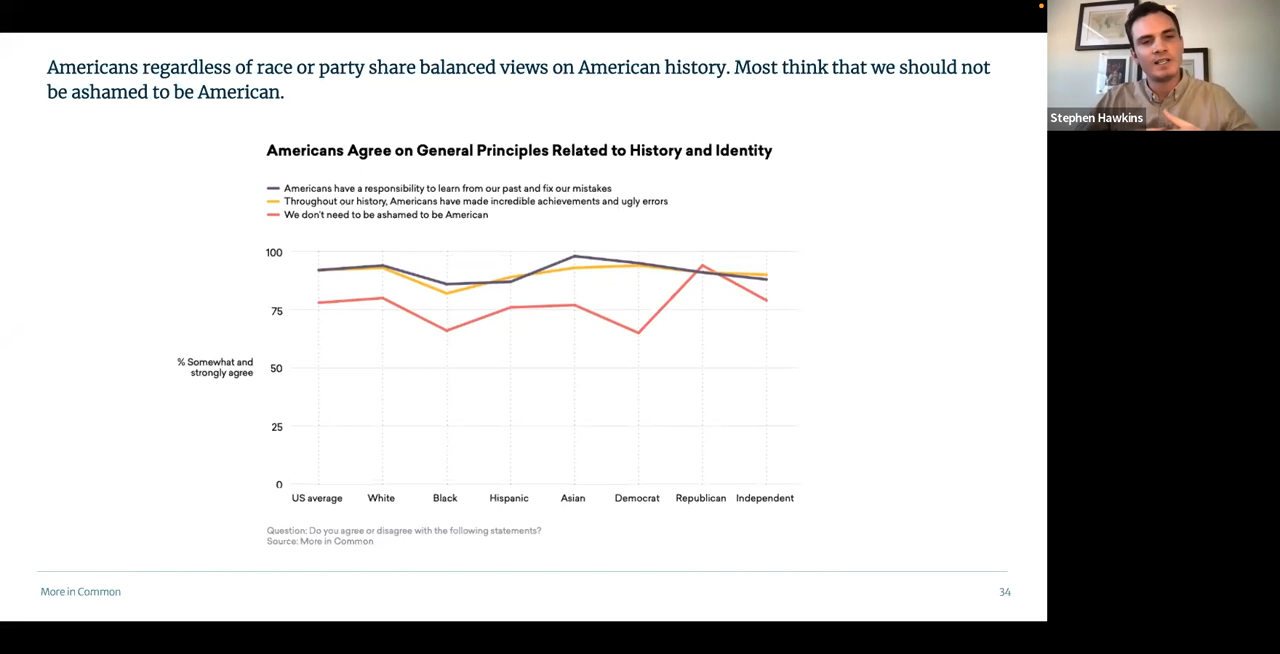 Americans regardless of race or party share balanced views on American history. Most think that we should not
be ashamed to be American.
Stephen Hawkins
Americans Agree on General Principles Related to History and Identity
Americans have a responsibility to learn from our past and fix our mistakes
Throughout our history, Americans have made incredible achievements and ugly errors
We don't need to be ashamed to be American
100
75
% Somewhat and
strongly agree
50
25
0
US average White Black Hispanic Asian Democrat Republican Independent
Question: Do you agree or disagree with the following statements?
Source: More in Common
More in Common
34